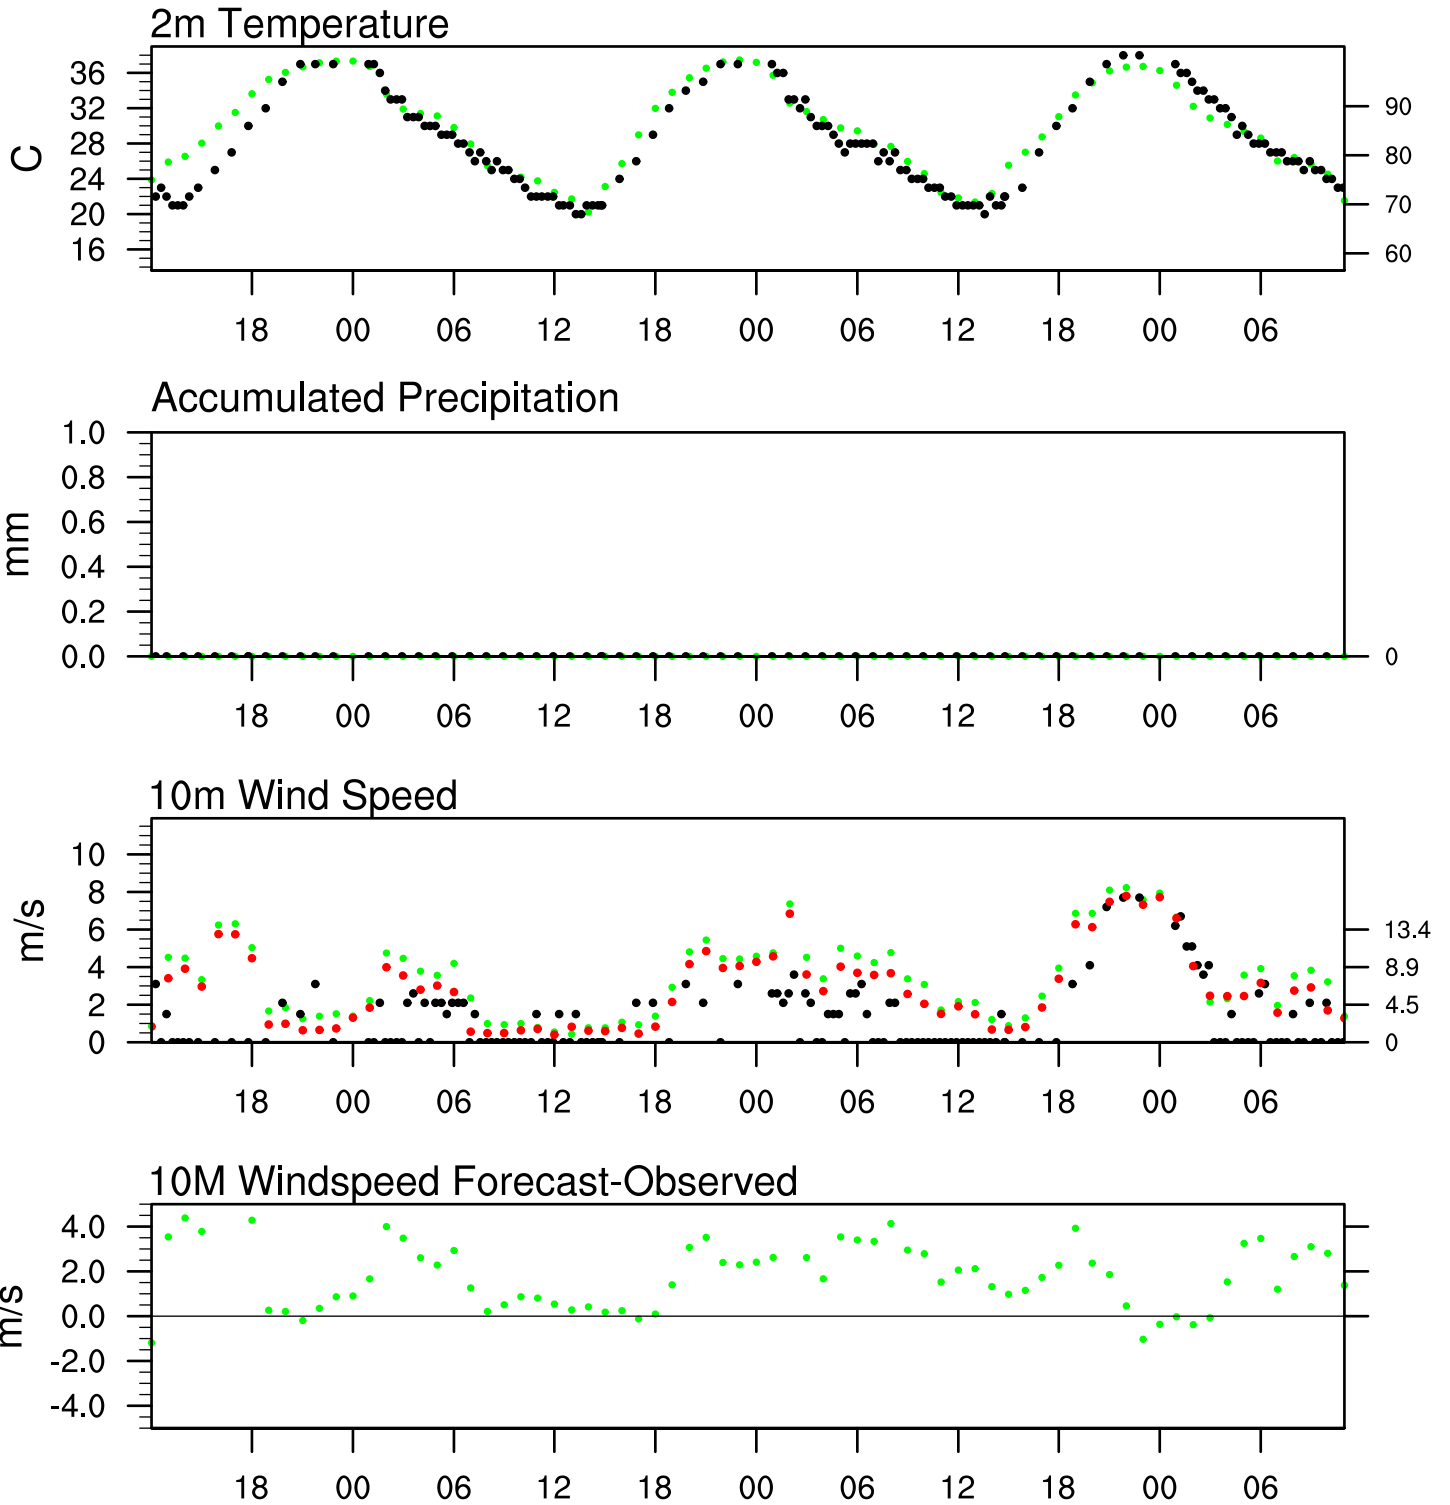 2m Temperature
C
36
32
28
24
20
16
90
80
70
60
18 00 06 12 18 00 06 12 18 00 06
Accumulated Precipitation
mm
1.0
0.8
0.6
0.4
0.2
0.0
0
18 00 06 12 18 00 06 12 18 00 06
10m Wind Speed
m/s
10
8
6
4
2
0
13.4
8.9
4.5
0
18 00 06 12 18 00 06 12 18 00 06
10M Windspeed Forecast-Observed
m/s
4.0
2.0
0.0
-2.0
-4.0
18 00 06 12 18 00 06 12 18 00 06